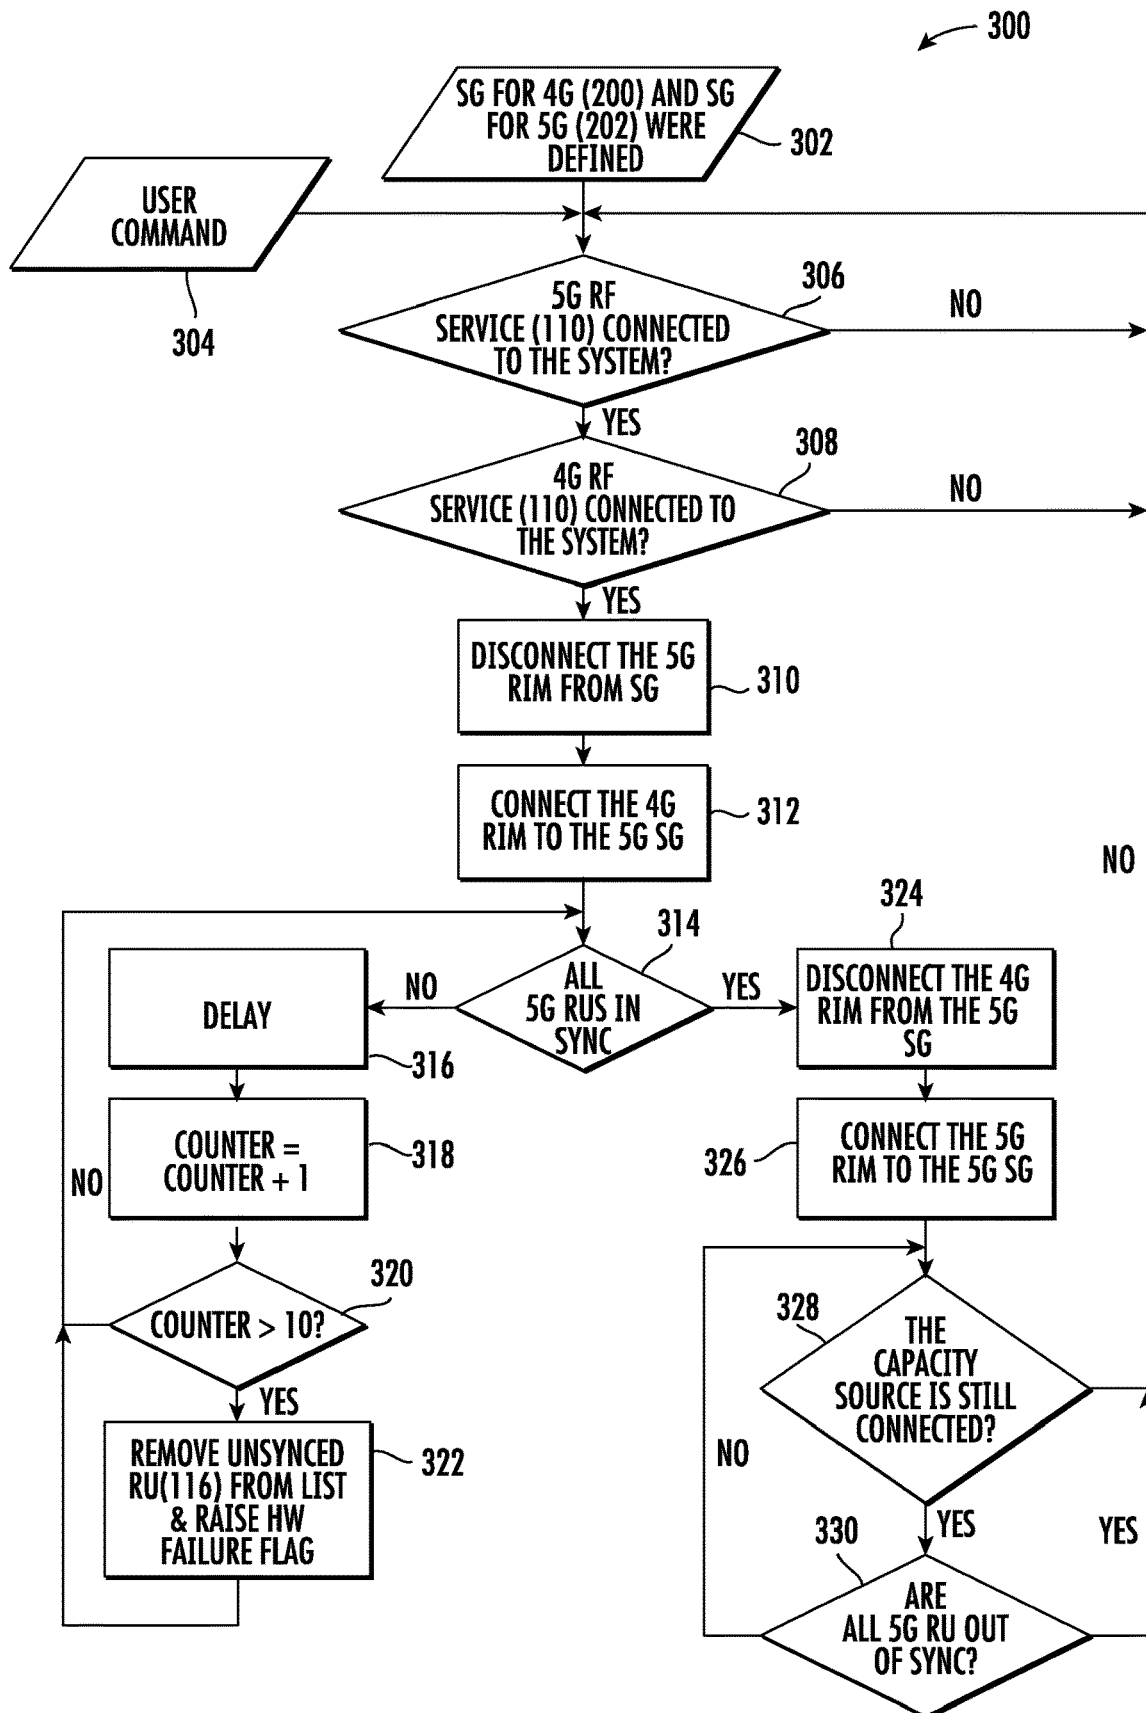 300
SG FOR 4G (200) AND SG
FOR 5G (202) WERE
DEFINED
302
USER
COMMAND
304
5G RF
SERVICE (110) CONNECTED
TO THE SYSTEM?
306
NO
YES
4G RF
SERVICE (110) CONNECTED TO
THE SYSTEM?
308
NO
YES
DISCONNECT THE 5G
RIM FROM SG
310
CONNECT THE 4G
RIM TO THE 5G SG
312
NO
ALL
5G RUS IN
SYNC
314
NO
YES
DELAY
316
COUNTER =
COUNTER + 1
318
NO
COUNTER > 10?
320
YES
REMOVE UNSYNCED
RU(116) FROM LIST
& RAISE HW
FAILURE FLAG
322
324
DISCONNECT THE 4G
RIM FROM THE 5G
SG
CONNECT THE 5G
RIM TO THE 5G SG
326
THE
CAPACITY
SOURCE IS STILL
CONNECTED?
328
NO
YES
YES
330
ARE
ALL 5G RU OUT
OF SYNC?